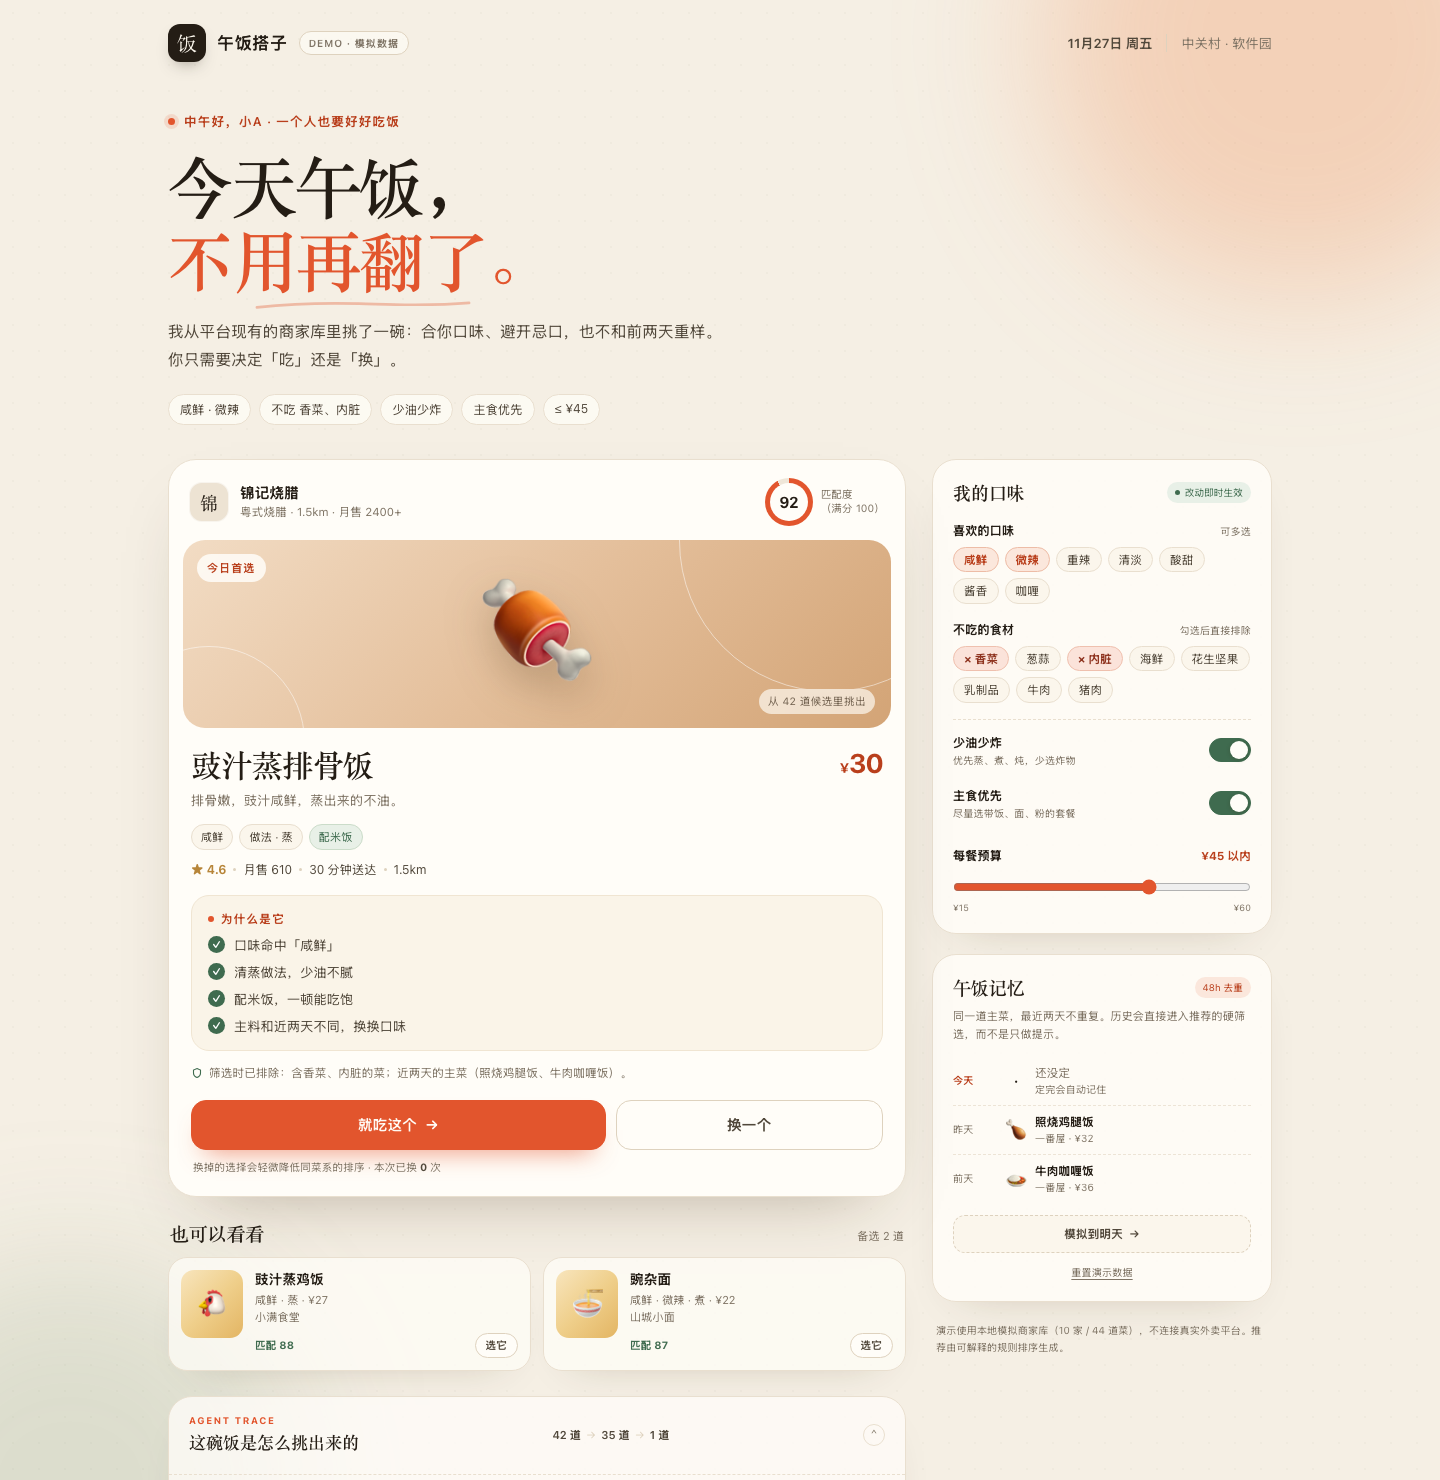 饭 午饭搭子 DEMO · 模拟数据
11月27日 周五 中关村 · 软件园
中午好，小A · 一个人也要好好吃饭
今天午饭，
不用再翻了。
我从平台现有的商家库里挑了一碗：合你口味、避开忌口，也不和前两天重样。
你只需要决定「吃」还是「换」。
咸鲜 · 微辣 不吃 香菜、内脏 少油少炸 主食优先 ≤ ¥45
锦 锦记烧腊
粤式烧腊 · 1.5km · 月售 2400+
92 匹配度
（满分 100）
今日首选
从 42 道候选里挑出
豉汁蒸排骨饭 ¥30
排骨嫩，豉汁咸鲜，蒸出来的不油。
咸鲜 做法 · 蒸 配米饭
★ 4.6 · 月售 610 · 30 分钟送达 · 1.5km
为什么是它
口味命中「咸鲜」
清蒸做法，少油不腻
配米饭，一顿能吃饱
主料和近两天不同，换换口味
筛选时已排除：含香菜、内脏的菜；近两天的主菜（照烧鸡腿饭、牛肉咖喱饭）。
就吃这个 → 换一个
换掉的选择会轻微降低同菜系的排序 · 本次已换 0 次
也可以看看 备选 2 道
豉汁蒸鸡饭
咸鲜 · 蒸 · ¥27
小满食堂
匹配 88 选它
豌杂面
咸鲜 · 微辣 · 煮 · ¥22
山城小面
匹配 87 选它
AGENT TRACE
这碗饭是怎么挑出来的
42 道 → 35 道 → 1 道
我的口味 改动即时生效
喜欢的口味 可多选
咸鲜 微辣 重辣 清淡 酸甜
酱香 咖喱
不吃的食材 勾选后直接排除
× 香菜 葱蒜 × 内脏 海鲜 花生坚果
乳制品 牛肉 猪肉
少油少炸
优先蒸、煮、炖，少选炸物
主食优先
尽量选带饭、面、粉的套餐
每餐预算 ¥45 以内
¥15 ¥60
午饭记忆 48h 去重
同一道主菜，最近两天不重复。历史会直接进入推荐的硬筛
选，而不是只做提示。
今天 · 还没定
定完会自动记住
昨天 照烧鸡腿饭
一番屋 · ¥32
前天 牛肉咖喱饭
一番屋 · ¥36
模拟到明天 →
重置演示数据
演示使用本地模拟商家库（10 家 / 44 道菜），不连接真实外卖平台。推
荐由可解释的规则排序生成。